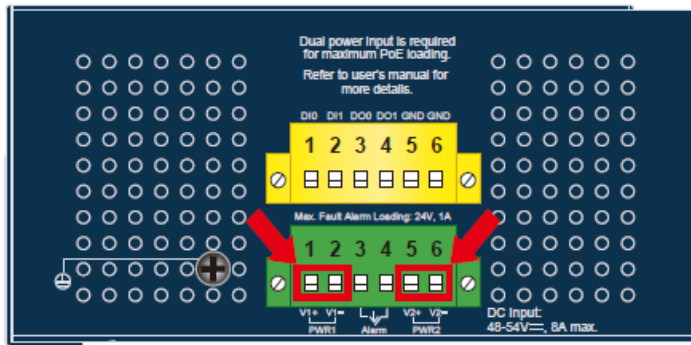 Dual power input is required
for maximum PoE loading.
Refer to user's manual for
more details.
DI0 DI1 DO0 DO1 GND GND
1 2 3 4 5 6
Max. Fault Alarm Loading: 24V, 1A
1 2 3 4 5 6
V1+ V1- V2+ V2-
PWR1 Alarm PWR2
DC Input:
48-54V⎓, 8A max.